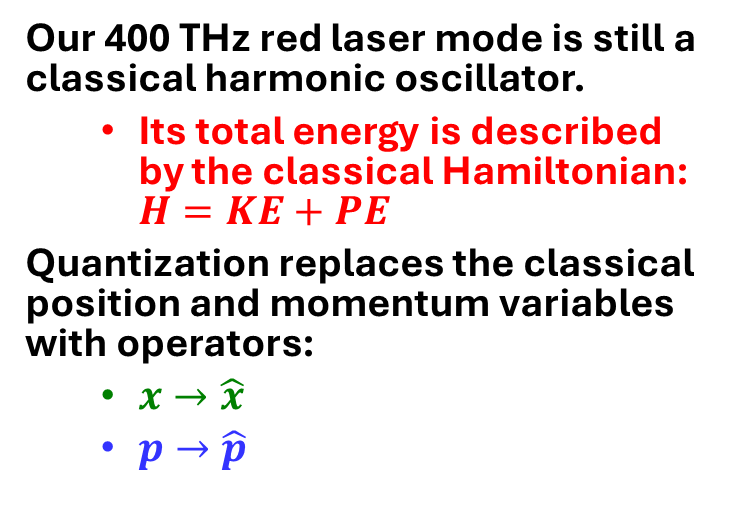 Our 400 THz red laser mode is still a
classical harmonic oscillator.
• Its total energy is described
by the classical Hamiltonian:
H = KE + PE
Quantization replaces the classical
position and momentum variables
with operators:
• x → x̂
• p → p̂